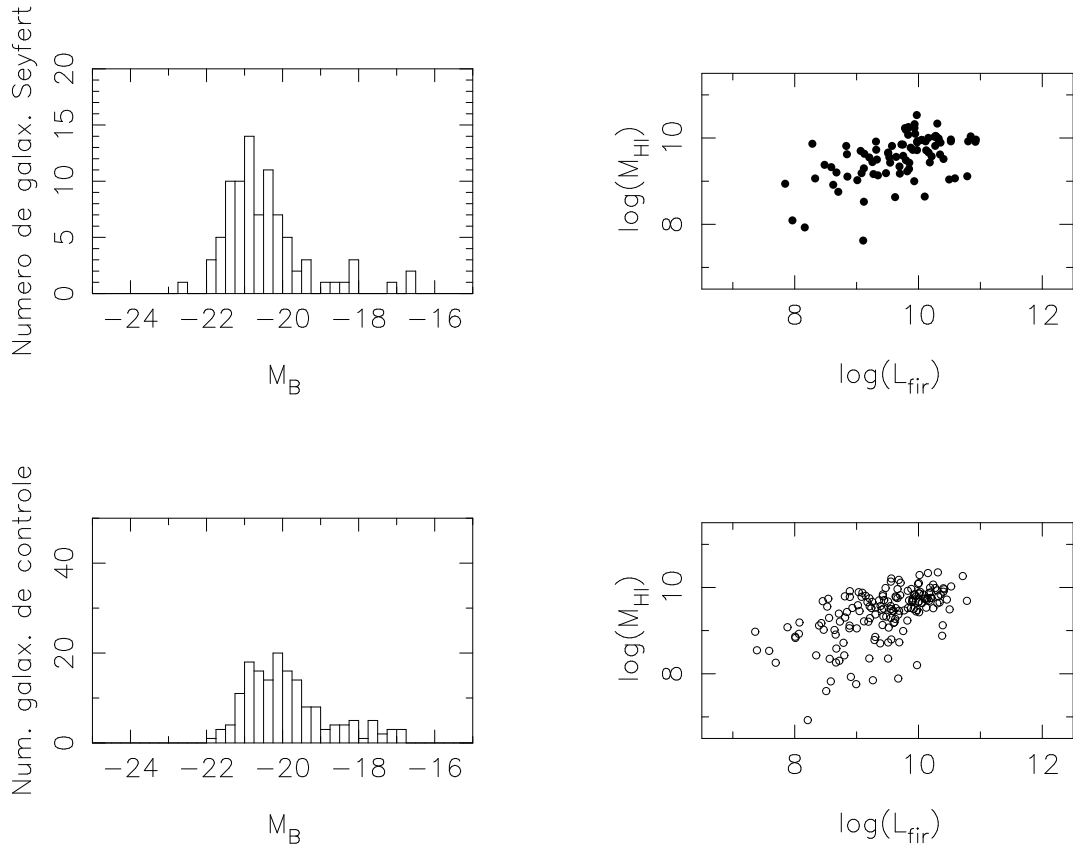 Numero de galax. Seyfert
20
15
10
5
0
−24 −22 −20 −18 −16
M_B
log(M_HI)
10
8
8 10 12
log(L_fir)
Num. galax. de controle
40
20
0
−24 −22 −20 −18 −16
M_B
log(M_HI)
10
8
8 10 12
log(L_fir)